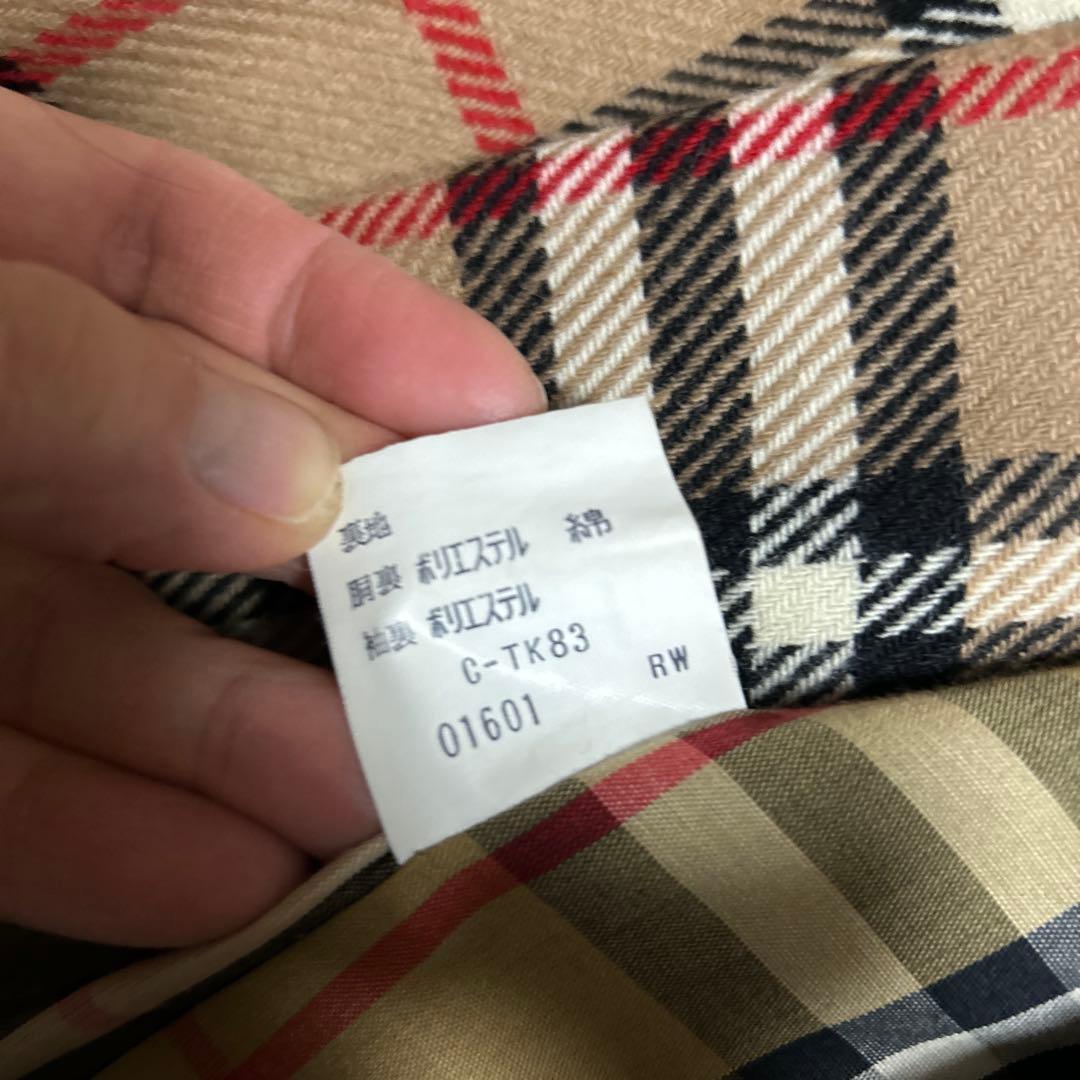 裏地
胴裏 ポリエステル 綿
袖裏 ポリエステル
C-TK83
RW
01601